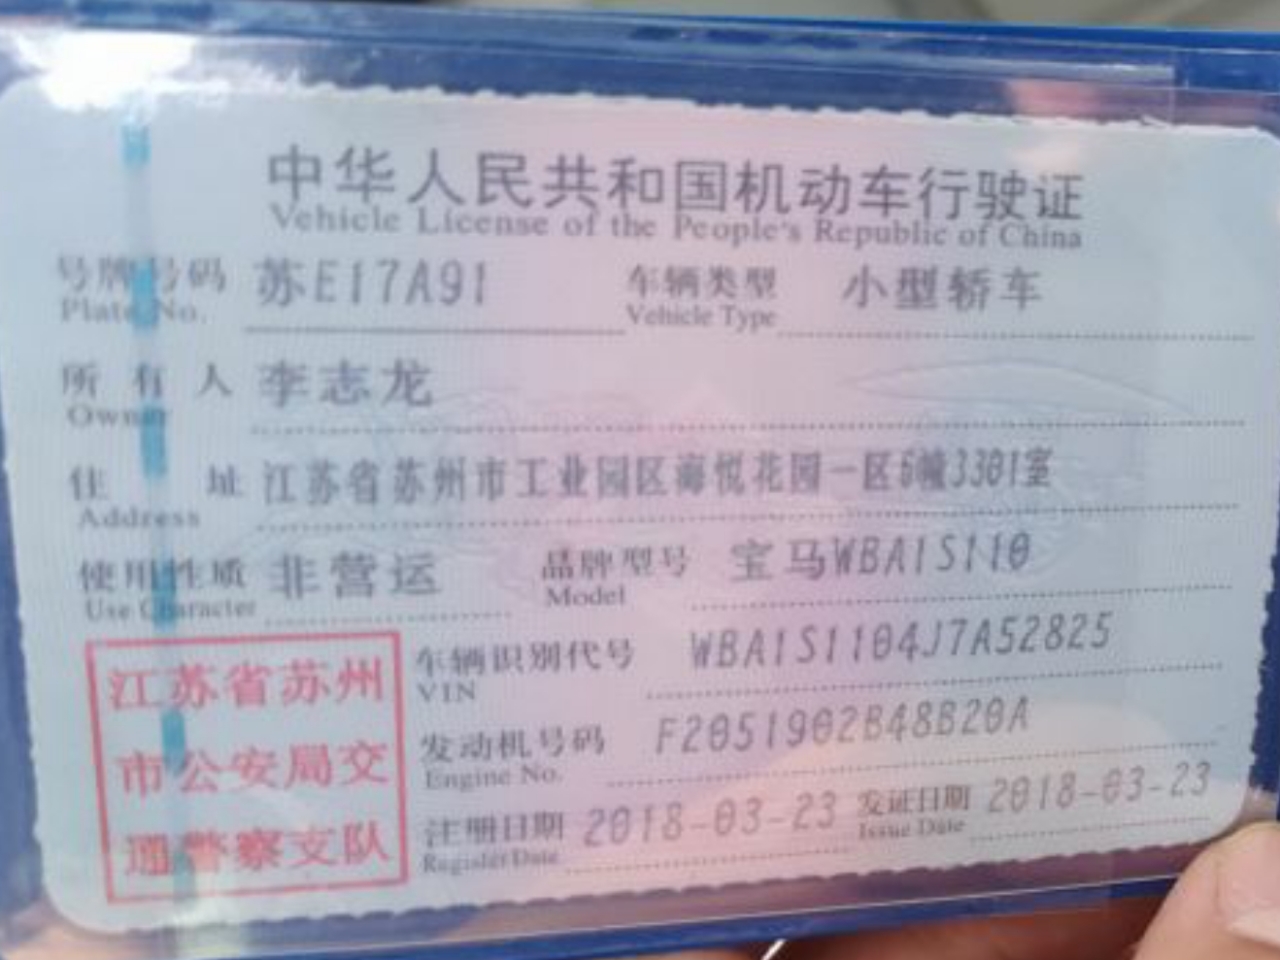 中华人民共和国机动车行驶证
Vehicle License of the People's Republic of China
号牌号码 苏E17A91 车辆类型 小型轿车
Plate No. Vehicle Type
所有人 李志龙
Owner
住址 江苏省苏州市工业园区海悦花园一区6幢3301室
Address
使用性质 非营运 品牌型号 宝马WBA1S110
Use Character Model
江苏省苏州
市公安局交
通警察支队
车辆识别代号 WBA1S1104J7A52825
VIN
发动机号码 F2051902B48B20A
Engine No.
注册日期 2018-03-23 发证日期 2018-03-23
Register Date Issue Date